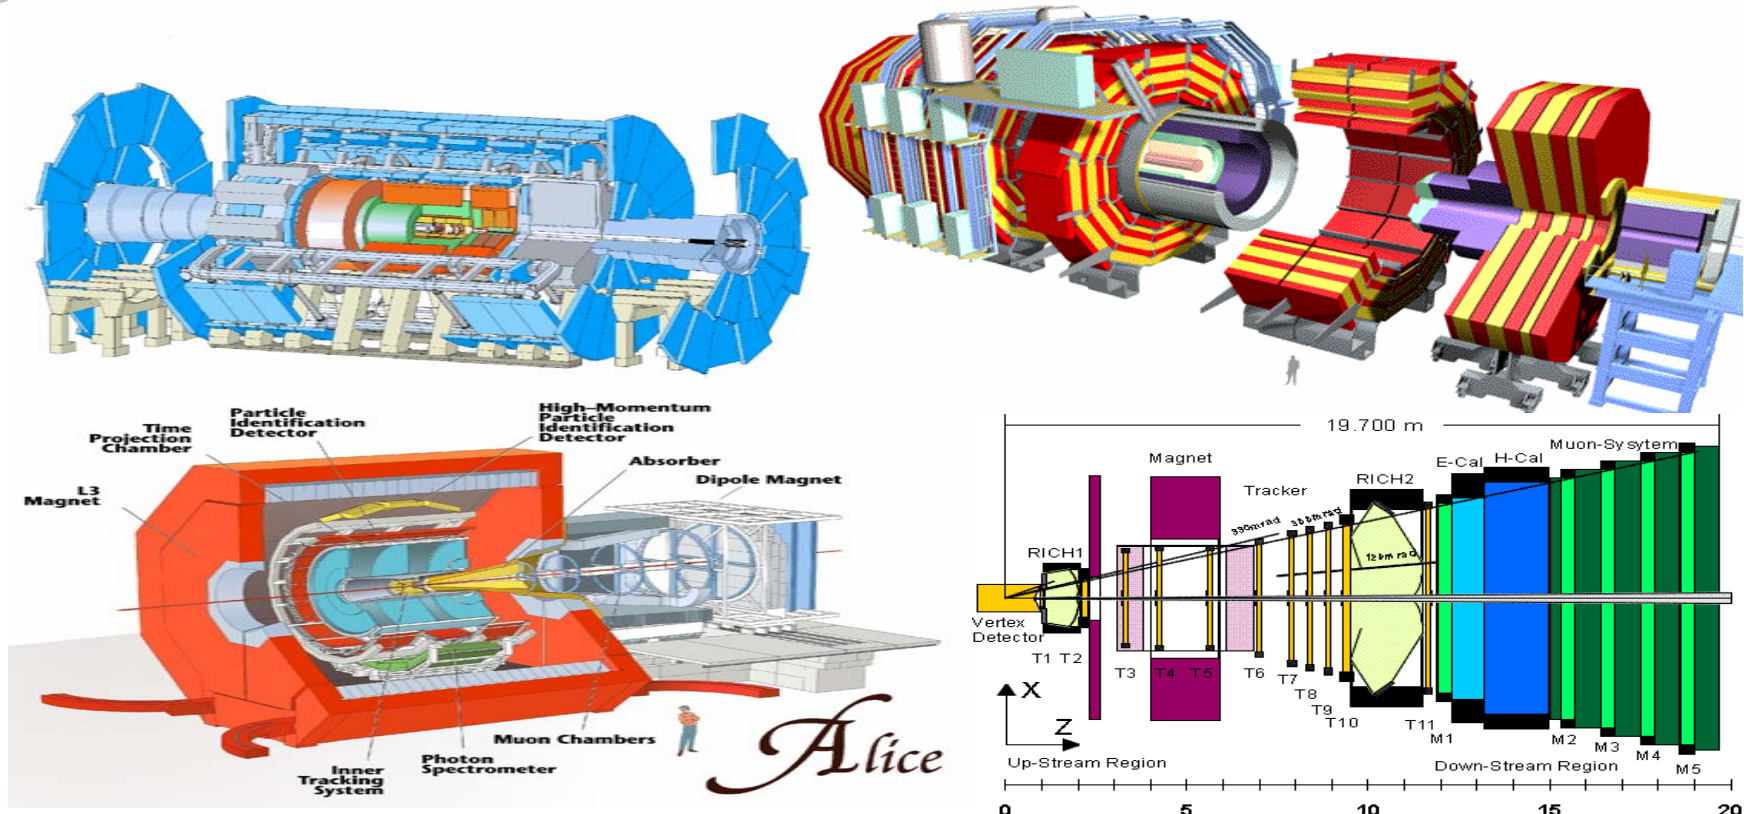 Time
Projection
Chamber
Particle
Identification
Detector
High–Momentum
Particle
Identification
Detector
Absorber
Dipole Magnet
L3
Magnet
Inner
Tracking
System
Photon
Spectrometer
Muon Chambers
Alice
19.700 m
Muon-Sysytem
Magnet
E-Cal
H-Cal
RICH2
Tracker
330mrad
RICH1
Vertex
Detector
T1 T2
T3
T4
T5
T6
T7
T8
T9
T10
T11
M1
M2
M3
M4
M5
X
Z
Up-Stream Region
Down-Stream Region
0
5
10
15
20